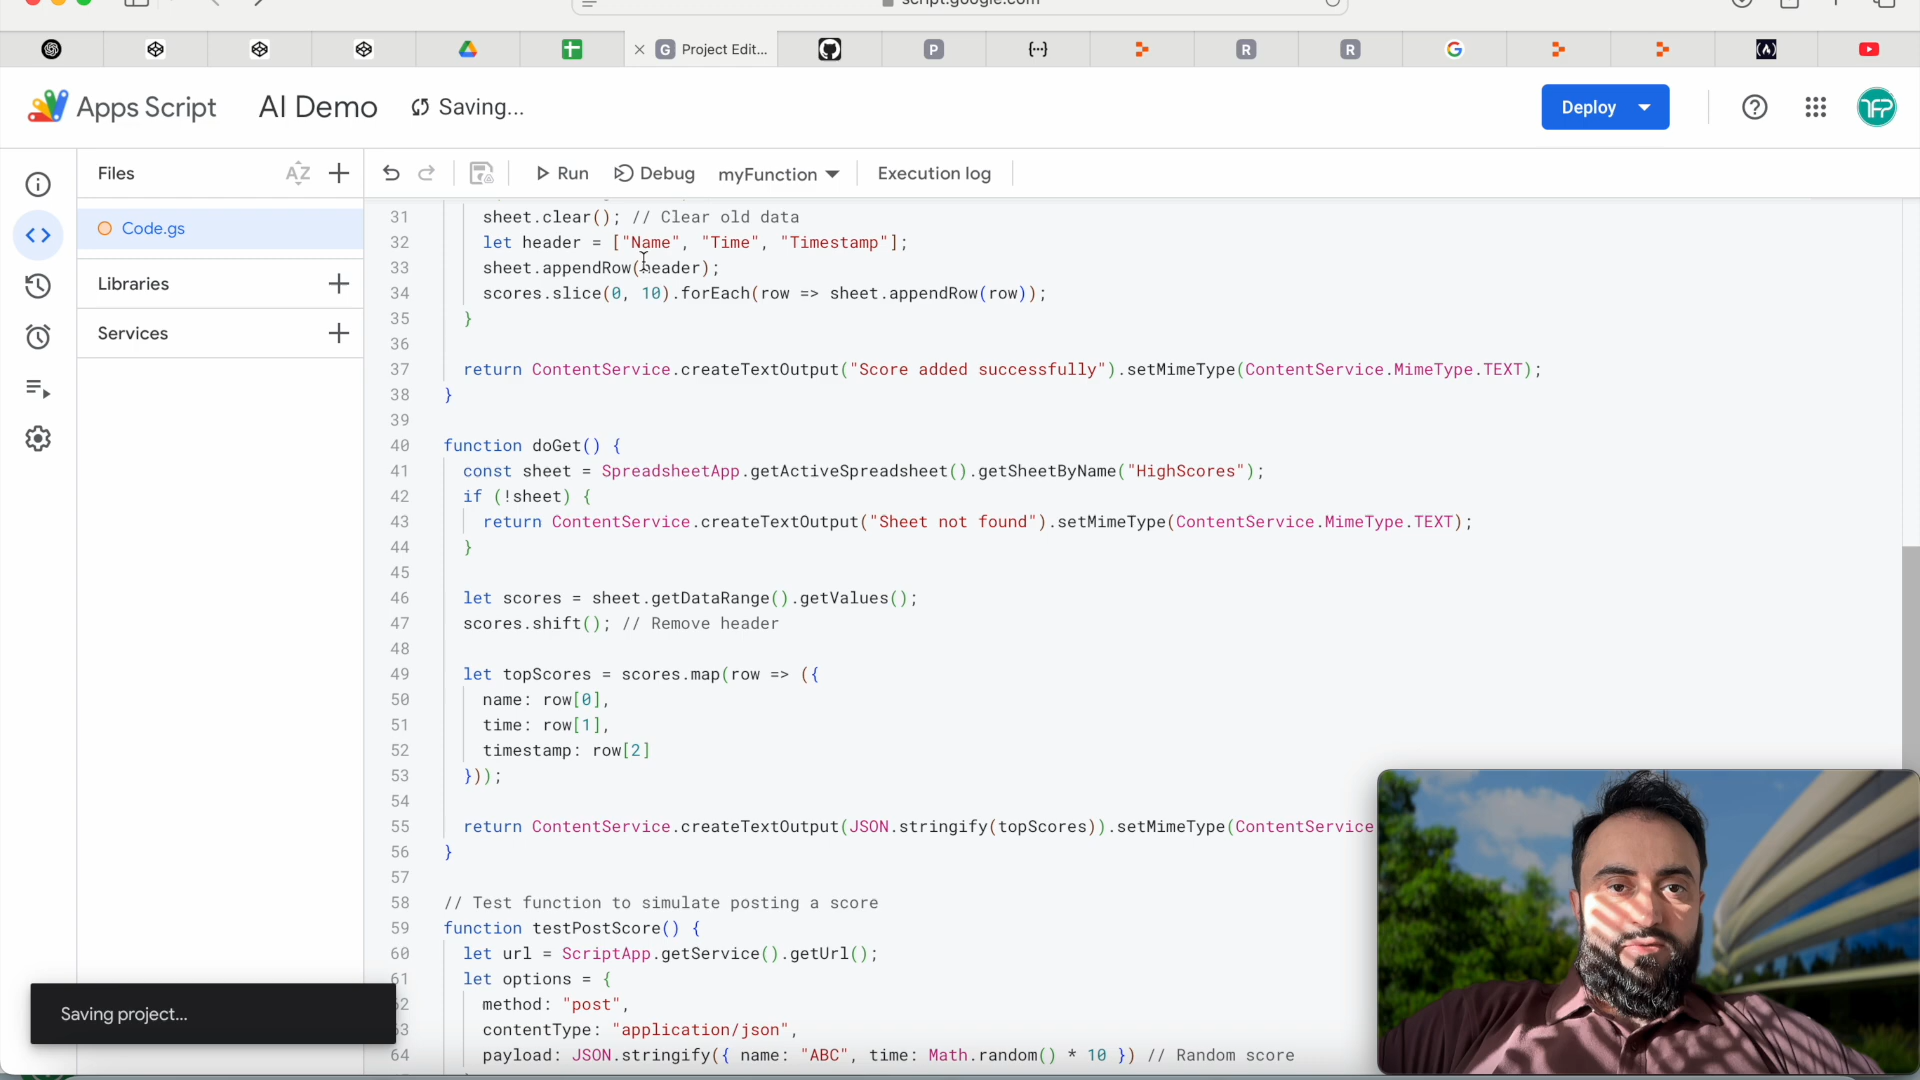 script.google.com
Project Edit...
Apps Script
AI Demo
Saving...
Deploy
Files
AZ
Run
Debug
myFunction
Execution log
Code.gs
Libraries
Services
31 sheet.clear(); // Clear old data
32 let header = ["Name", "Time", "Timestamp"];
33 sheet.appendRow(header);
34 scores.slice(0, 10).forEach(row => sheet.appendRow(row));
35 }
36
37 return ContentService.createTextOutput("Score added successfully").setMimeType(ContentService.MimeType.TEXT);
38 }
39
40 function doGet() {
41 const sheet = SpreadsheetApp.getActiveSpreadsheet().getSheetByName("HighScores");
42 if (!sheet) {
43 return ContentService.createTextOutput("Sheet not found").setMimeType(ContentService.MimeType.TEXT);
44 }
45
46 let scores = sheet.getDataRange().getValues();
47 scores.shift(); // Remove header
48
49 let topScores = scores.map(row => ({
50 name: row[0],
51 time: row[1],
52 timestamp: row[2]
53 }));
54
55 return ContentService.createTextOutput(JSON.stringify(topScores)).setMimeType(ContentService
56 }
57
58 // Test function to simulate posting a score
59 function testPostScore() {
60 let url = ScriptApp.getService().getUrl();
61 let options = {
62 method: "post",
63 contentType: "application/json",
64 payload: JSON.stringify({ name: "ABC", time: Math.random() * 10 }) // Random score
Saving project...
TFP